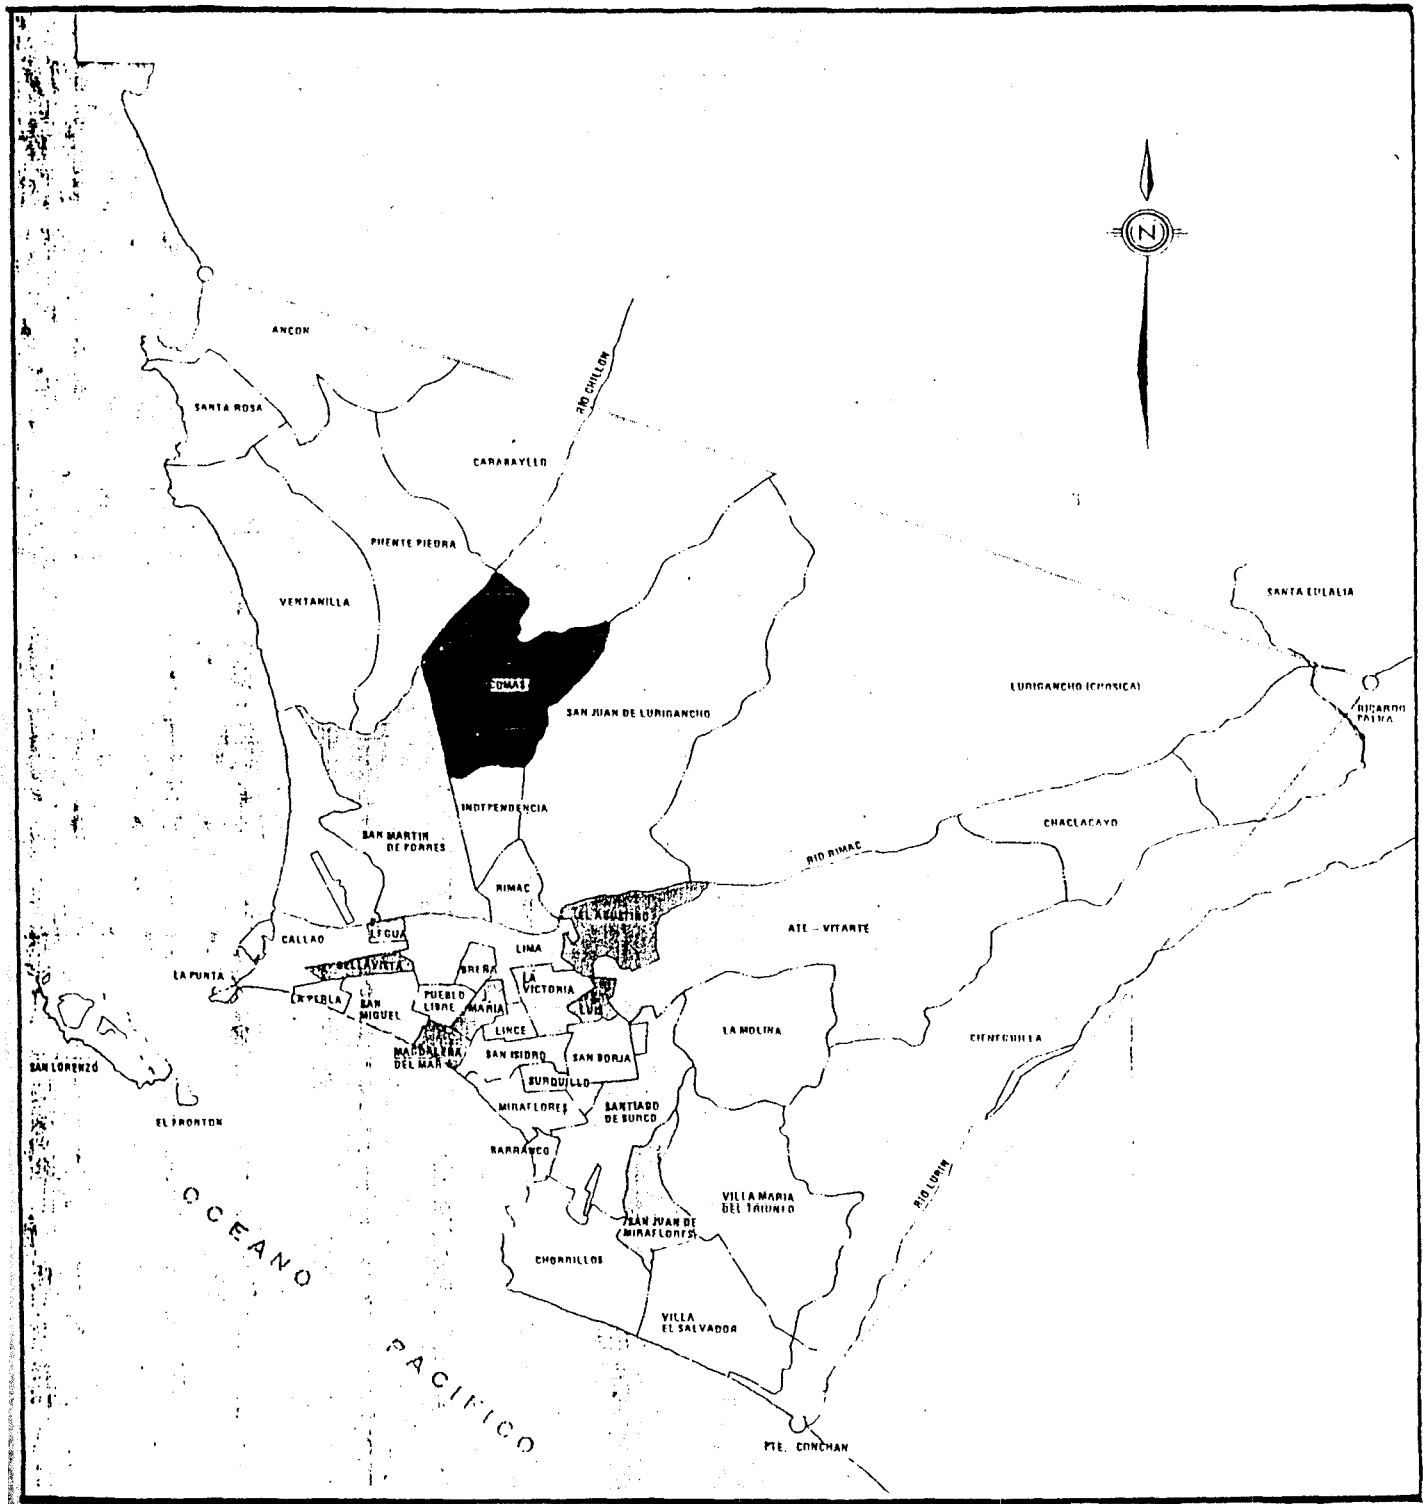 N
ANCON
RIO CHILLON
SANTA ROSA
CARABAYLLO
PUENTE PIEDRA
SANTA EULALIA
VENTANILLA
COMAS
LURIGANCHO (CHOSICA)
SAN JUAN DE LURIGANCHO
RICARDO
PALMA
INDEPENDENCIA
CHACLACAYO
SAN MARTIN
DE PORRES
RIO RIMAC
RIMAC
EL AGUSTINO
ATE - VITARTE
LEGUA
CALLAO
LIMA
BELLAVISTA
BREÑA
LA PUNTA
LA
VICTORIA
LA PERLA
SAN
MIGUEL
PUEBLO
LIBRE
J.
MARIA
LUIS
LINCE
LA MOLINA
CIENEGUILLA
MAGDALENA
DEL MAR
SAN ISIDRO
SAN BORJA
SAN LORENZO
SURQUILLO
MIRAFLORES
SANTIAGO
DE SURCO
EL FRONTON
BARRANCO
RIO LURIN
VILLA MARIA
DEL TRIUNFO
SAN JUAN DE
MIRAFLORES
OCEANO
CHORRILLOS
VILLA
EL SALVADOR
PACIFICO
PTE. CONCHAN